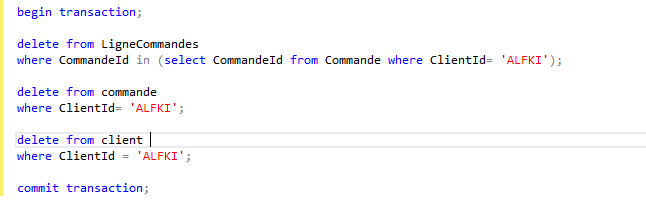 begin transaction;
delete from LigneCommandes
where CommandeId in (select CommandeId from Commande where ClientId= 'ALFKI');
delete from commande
where ClientId= 'ALFKI';
delete from client
where ClientId = 'ALFKI';
commit transaction;